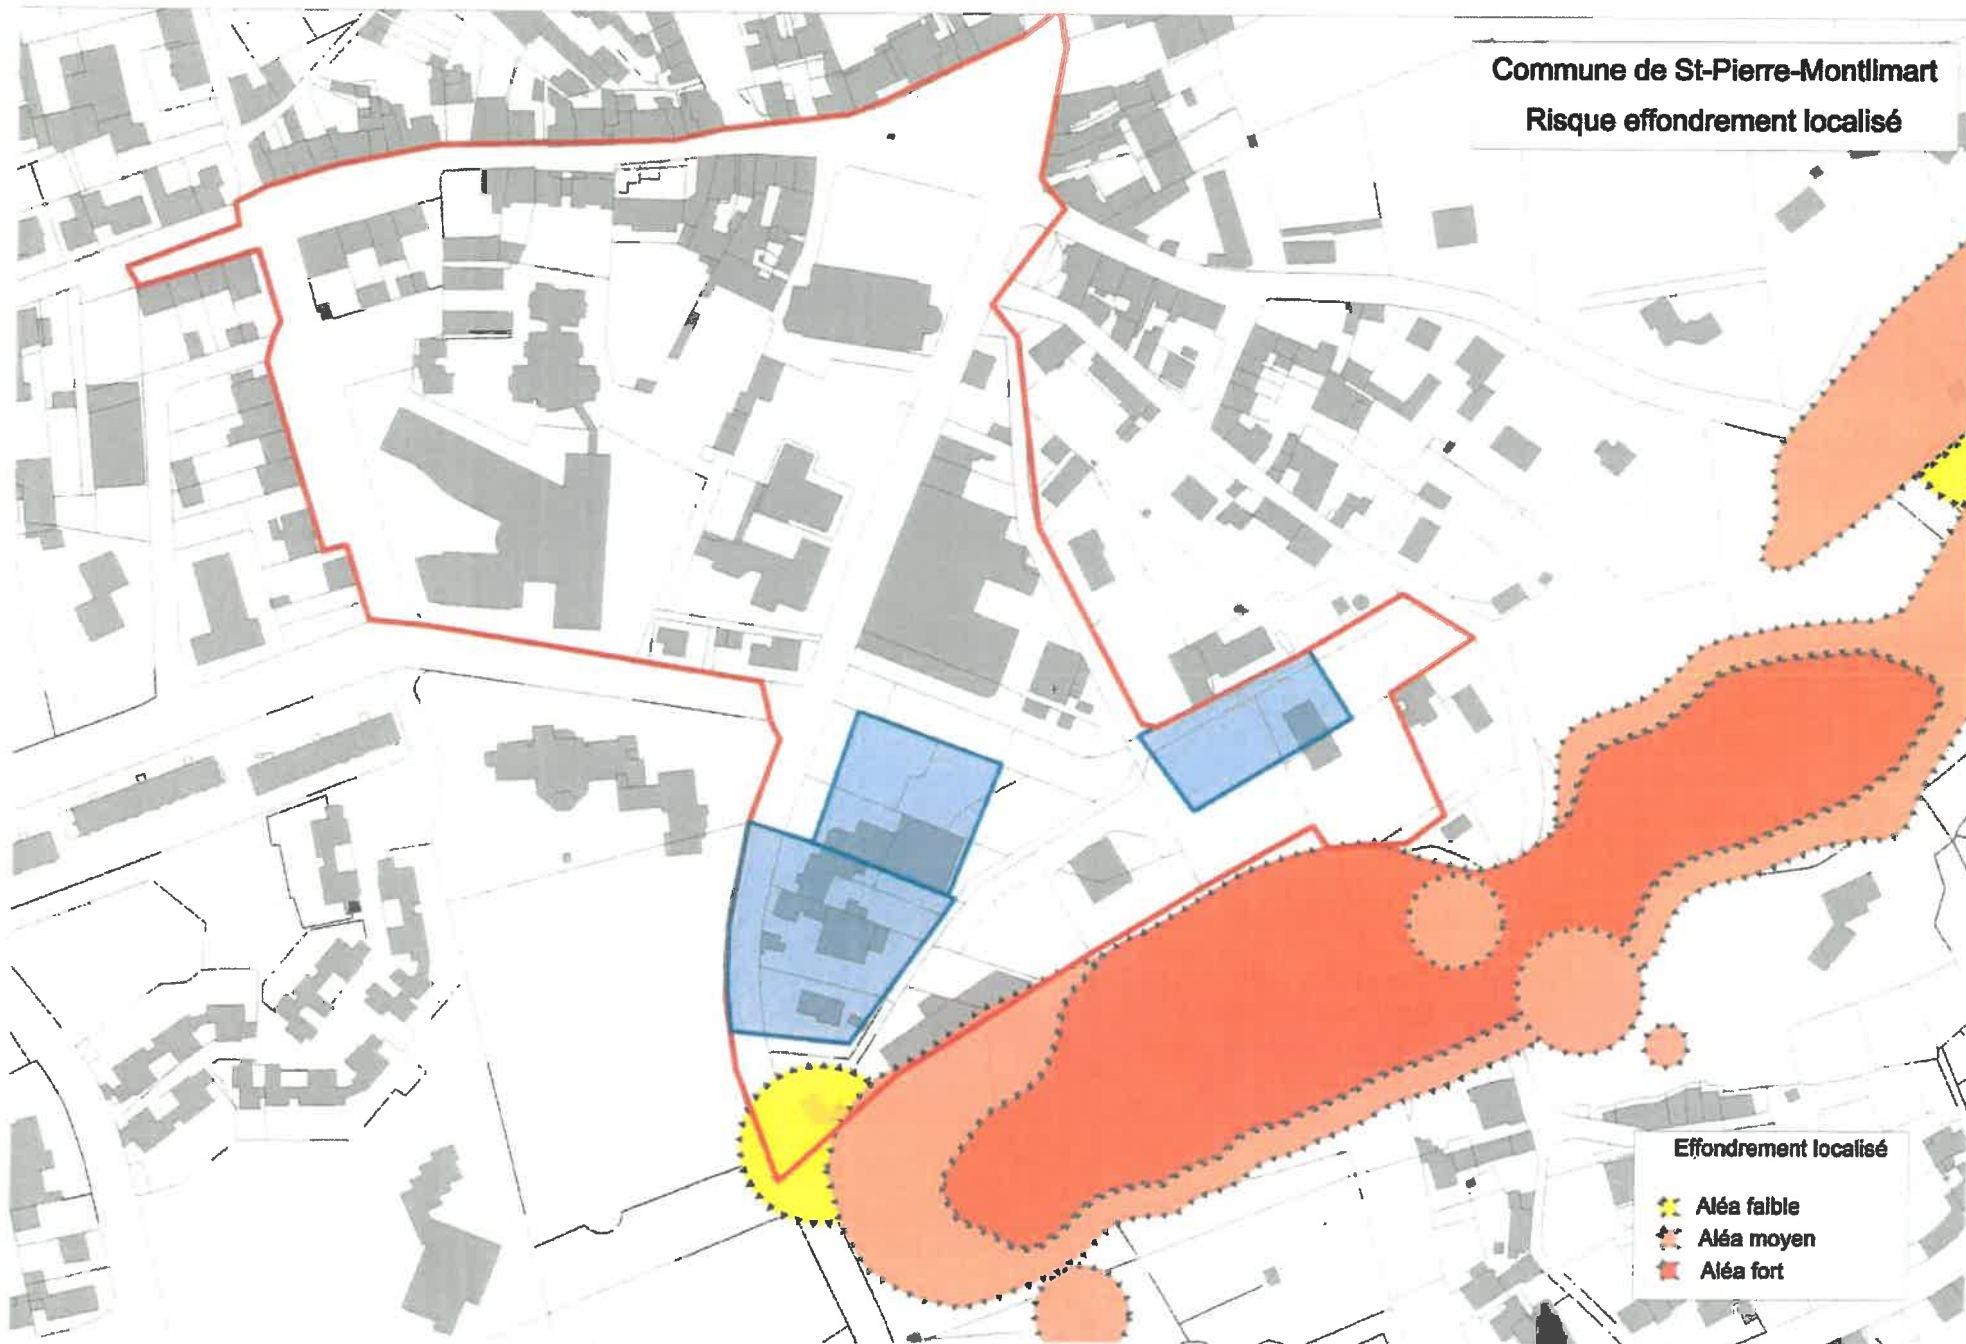 Commune de St-Pierre-Montlimart
Risque effondrement localisé
Effondrement localisé
Aléa faible
Aléa moyen
Aléa fort